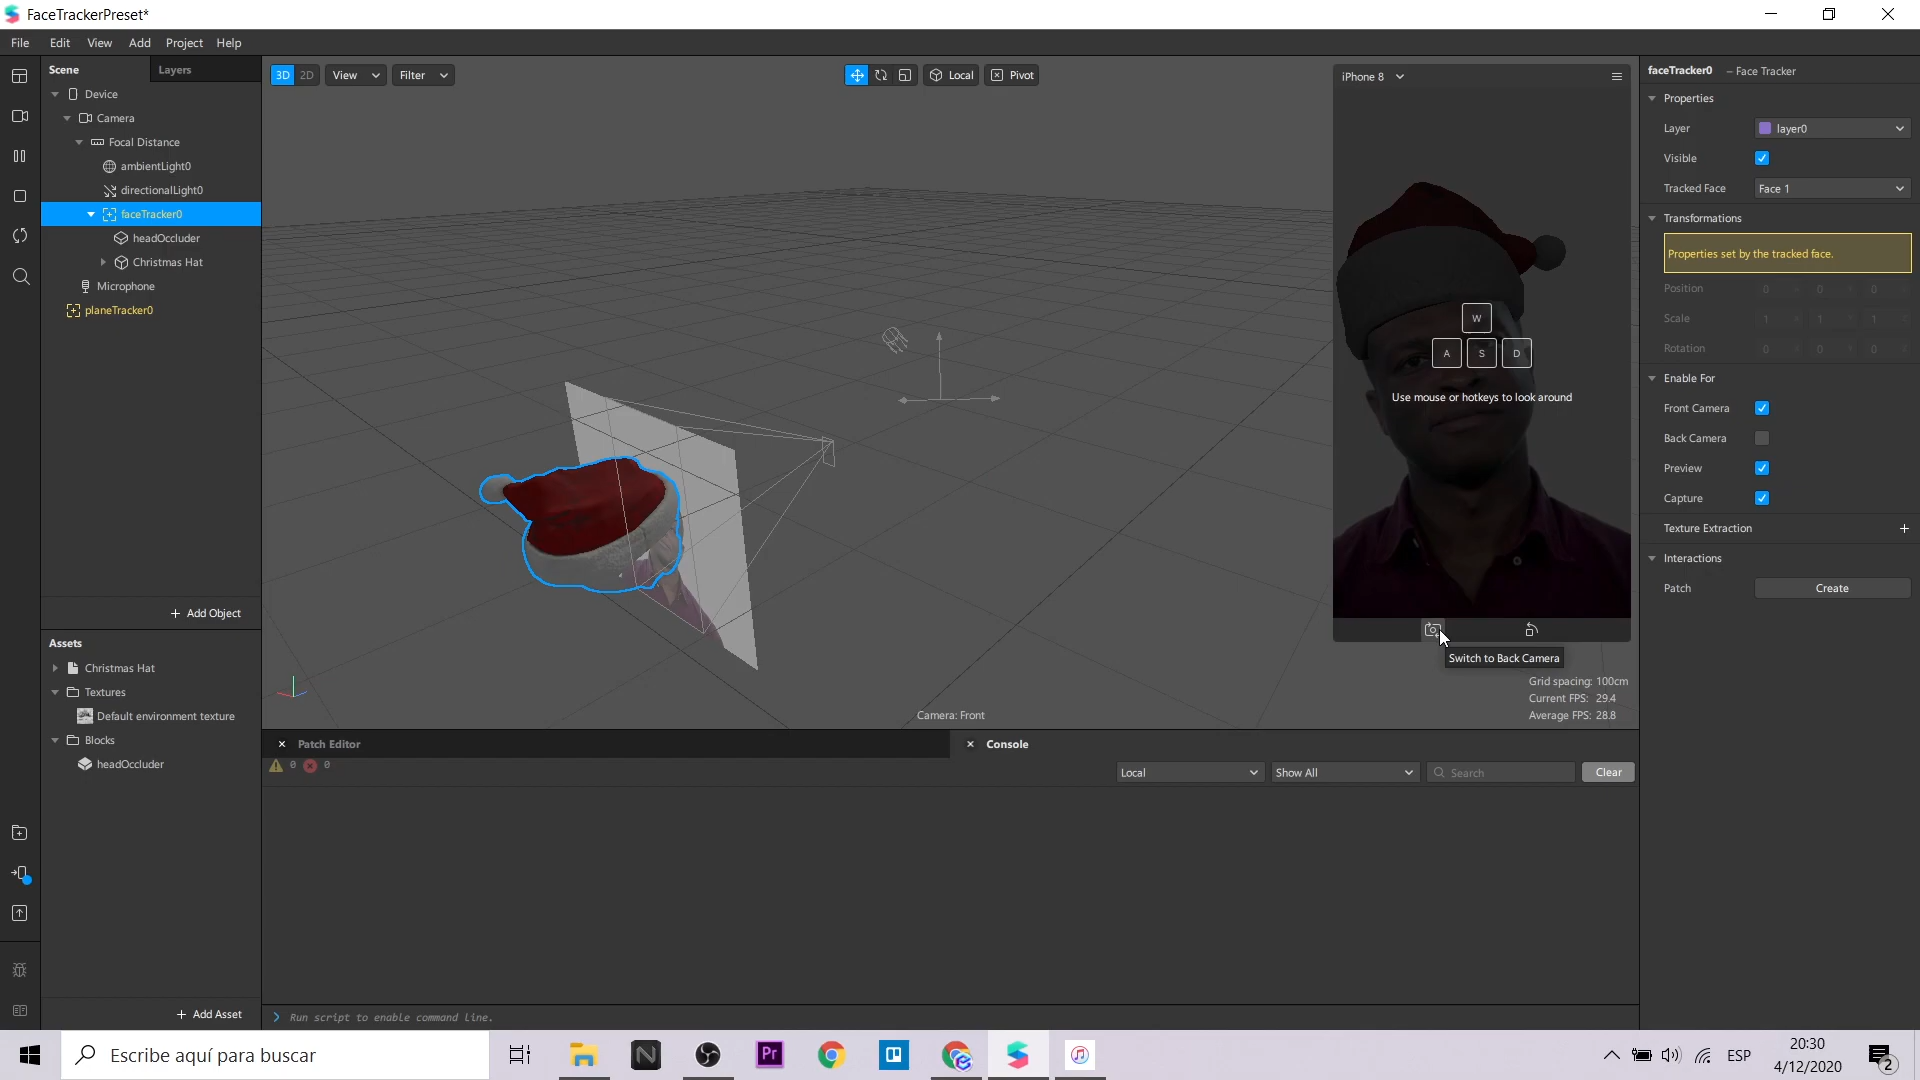 FaceTrackerPreset*
File Edit View Add Project Help
Scene Layers
Device
Camera
Focal Distance
ambientLight0
directionalLight0
faceTracker0
headOccluder
Christmas Hat
Microphone
planeTracker0
+ Add Object
Assets
Christmas Hat
Textures
Default environment texture
Blocks
headOccluder
+ Add Asset
3D 2D View Filter
Local Pivot
iPhone 8
W
A S D
Use mouse or hotkeys to look around
Switch to Back Camera
Grid spacing: 100cm
Current FPS: 29.4
Average FPS: 28.8
Camera: Front
Patch Editor
Console
0 0
Local Show All Search Clear
Run script to enable command line.
faceTracker0 – Face Tracker
Properties
Layer layer0
Visible
Tracked Face Face 1
Transformations
Properties set by the tracked face.
Position 0 0 0
Scale 1 1 1
Rotation 0 0 0
Enable For
Front Camera
Back Camera
Preview
Capture
Texture Extraction +
Interactions
Patch Create
Escribe aquí para buscar
N
Pr
ESP
20:30
4/12/2020
2